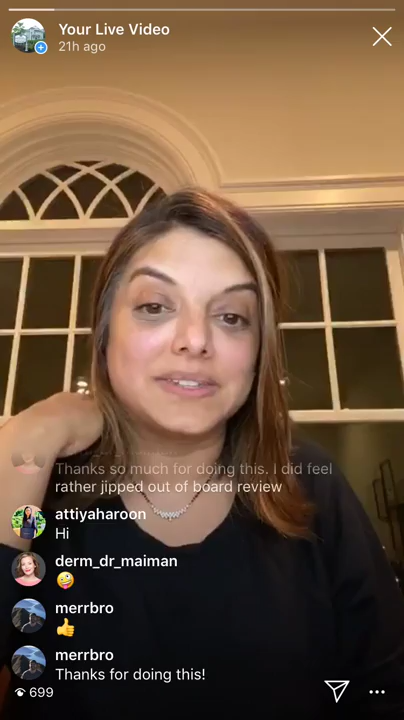 Your Live Video
21h ago
Thanks so much for doing this. I did feel
rather jipped out of board review
attiyaharoon
Hi
derm_dr_maiman
🤪
merrbro
👍
merrbro
Thanks for doing this!
699